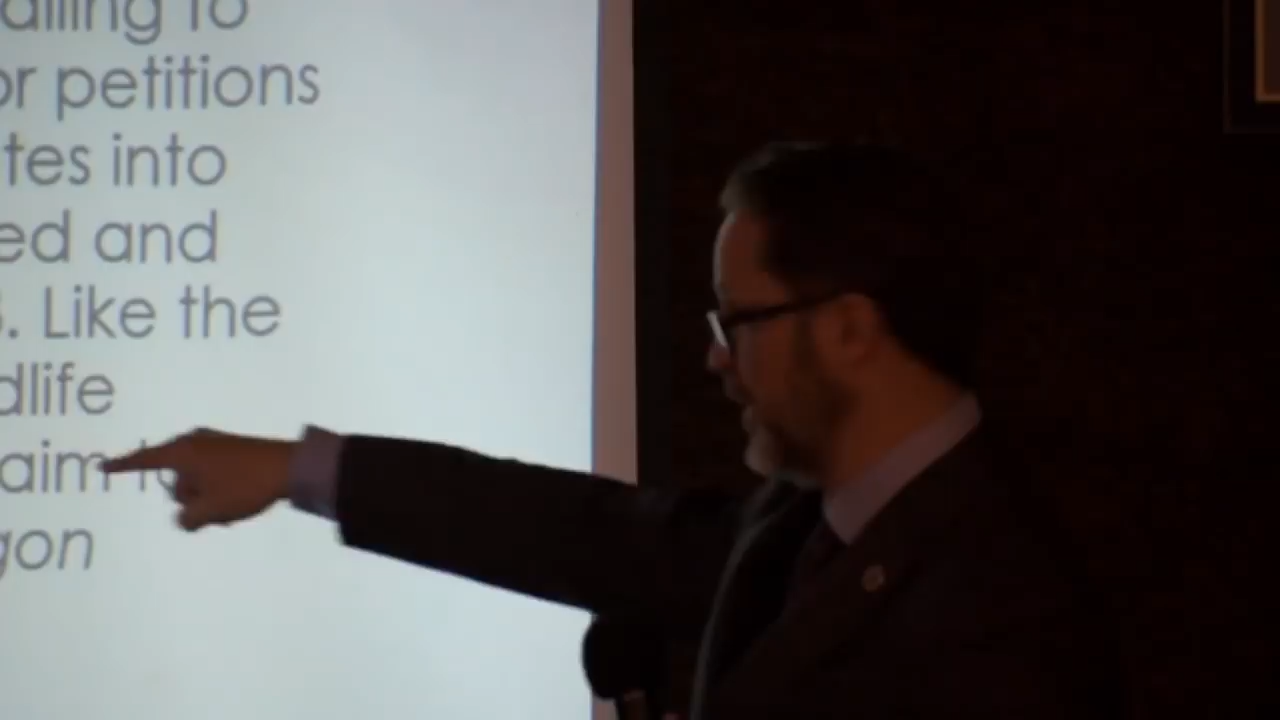 ailing to
or petitions
tes into
ed and
. Like the
dlife
aim t
gon